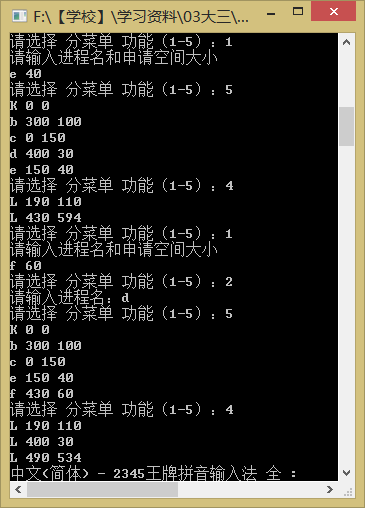 F:\【学校】\学习资料\03大三\...
请选择 分菜单 功能（1-5）：1
请输入进程名和申请空间大小
e 40
请选择 分菜单 功能（1-5）：5
K 0 0
b 300 100
c 0 150
d 400 30
e 150 40
请选择 分菜单 功能（1-5）：4
L 190 110
L 430 594
请选择 分菜单 功能（1-5）：1
请输入进程名和申请空间大小
f 60
请选择 分菜单 功能（1-5）：2
请输入进程名：d
请选择 分菜单 功能（1-5）：5
K 0 0
b 300 100
c 0 150
e 150 40
f 430 60
请选择 分菜单 功能（1-5）：4
L 190 110
L 400 30
L 490 534
中文(简体) - 2345王牌拼音输入法 全 :